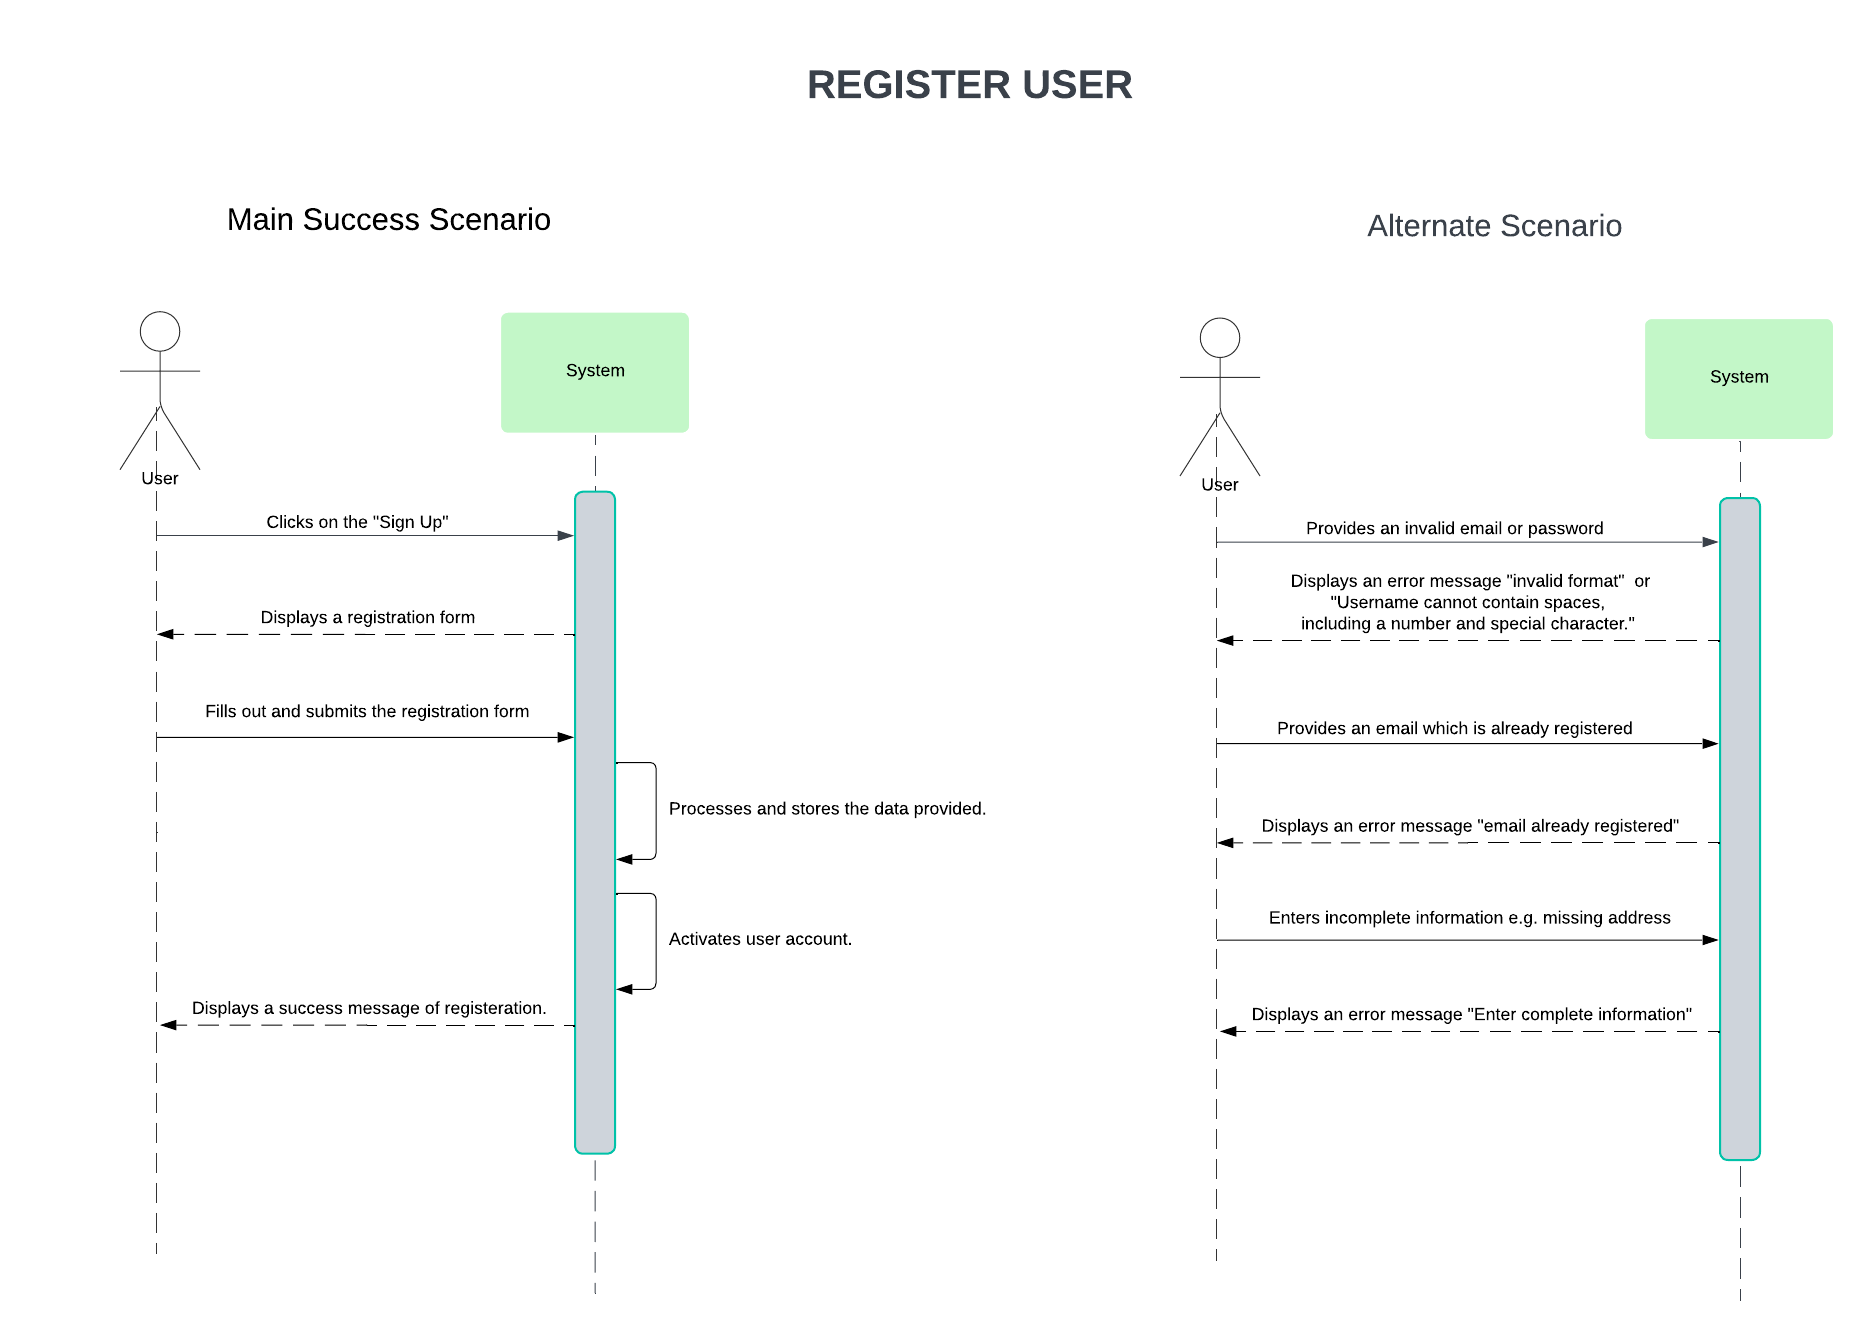 REGISTER USER
Main Success Scenario
User
System
Clicks on the "Sign Up"
Displays a registration form
Fills out and submits the registration form
Processes and stores the data provided.
Activates user account.
Displays a success message of registeration.
Alternate Scenario
User
System
Provides an invalid email or password
Displays an error message "invalid format"  or
"Username cannot contain spaces,
including a number and special character."
Provides an email which is already registered
Displays an error message "email already registered"
Enters incomplete information e.g. missing address
Displays an error message "Enter complete information"